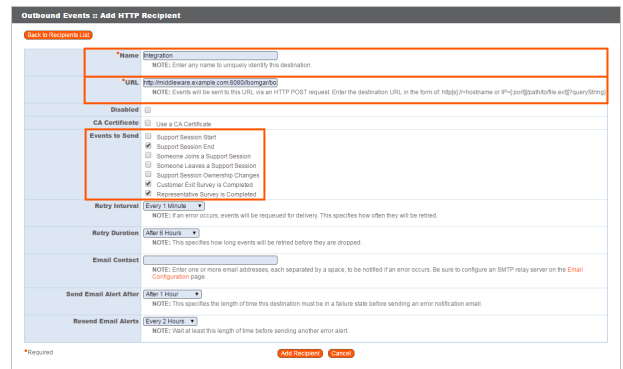 Outbound Events :: Add HTTP Recipient
Back to Recipients List
*Name Integration
NOTE: Enter any name to uniquely identify this destination.
*URL http://middleware.example.com:8080//bomgar/bo
NOTE: Events will be sent to this URL via an HTTP POST request. Enter the destination URL in the form of: http[s]://<hostname or IP>[:port][/path/to/file.ext][?queryString]
Disabled
CA Certificate Use a CA Certificate
Events to Send Support Session Start
Support Session End
Someone Joins a Support Session
Someone Leaves a Support Session
Support Session Ownership Changes
Customer Exit Survey is Completed
Representative Survey is Completed
Retry Interval Every 1 Minute
NOTE: If an error occurs, events will be requeued for delivery. This specifies how often they will be retried.
Retry Duration After 6 Hours
NOTE: This specifies how long events will be retried before they are dropped.
Email Contact
NOTE: Enter one or more email addresses, each separated by a space, to be notified if an error occurs. Be sure to configure an SMTP relay server on the Email
Configuration page.
Send Email Alert After After 1 Hour
NOTE: This specifies the length of time this destination must be in a failure state before sending an error notification email.
Resend Email Alerts Every 2 Hours
NOTE: Wait at least this length of time before sending another error alert.
*Required Add Recipient Cancel